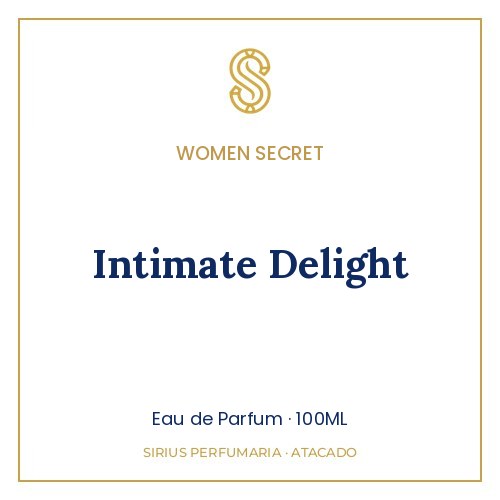 WOMEN SECRET
Intimate Delight
Eau de Parfum · 100ML
SIRIUS PERFUMARIA · ATACADO